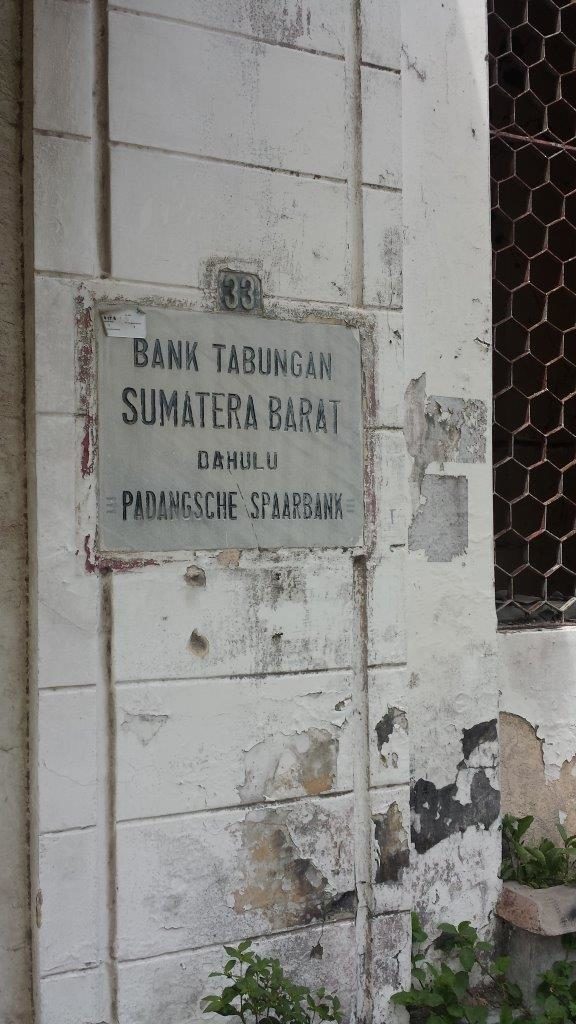 33
BANK TABUNGAN
SUMATERA BARAT
DAHULU
PADANGSCHE SPAARBANK